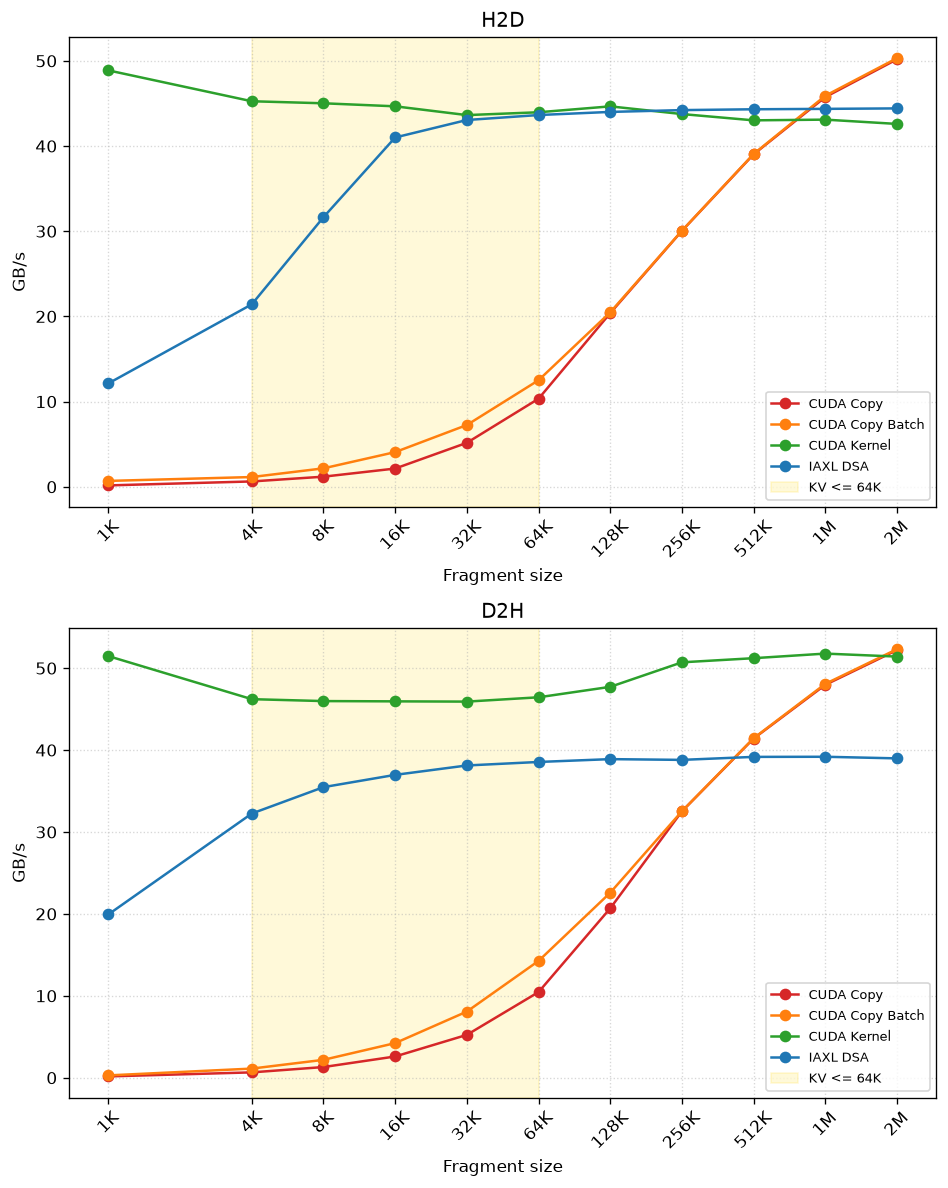 H2D
50
40
30
20
10
0
GB/s
CUDA Copy
CUDA Copy Batch
CUDA Kernel
IAXL DSA
KV <= 64K
1K
4K
8K
16K
32K
64K
128K
256K
512K
1M
2M
Fragment size
D2H
50
40
30
20
10
0
GB/s
CUDA Copy
CUDA Copy Batch
CUDA Kernel
IAXL DSA
KV <= 64K
1K
4K
8K
16K
32K
64K
128K
256K
512K
1M
2M
Fragment size